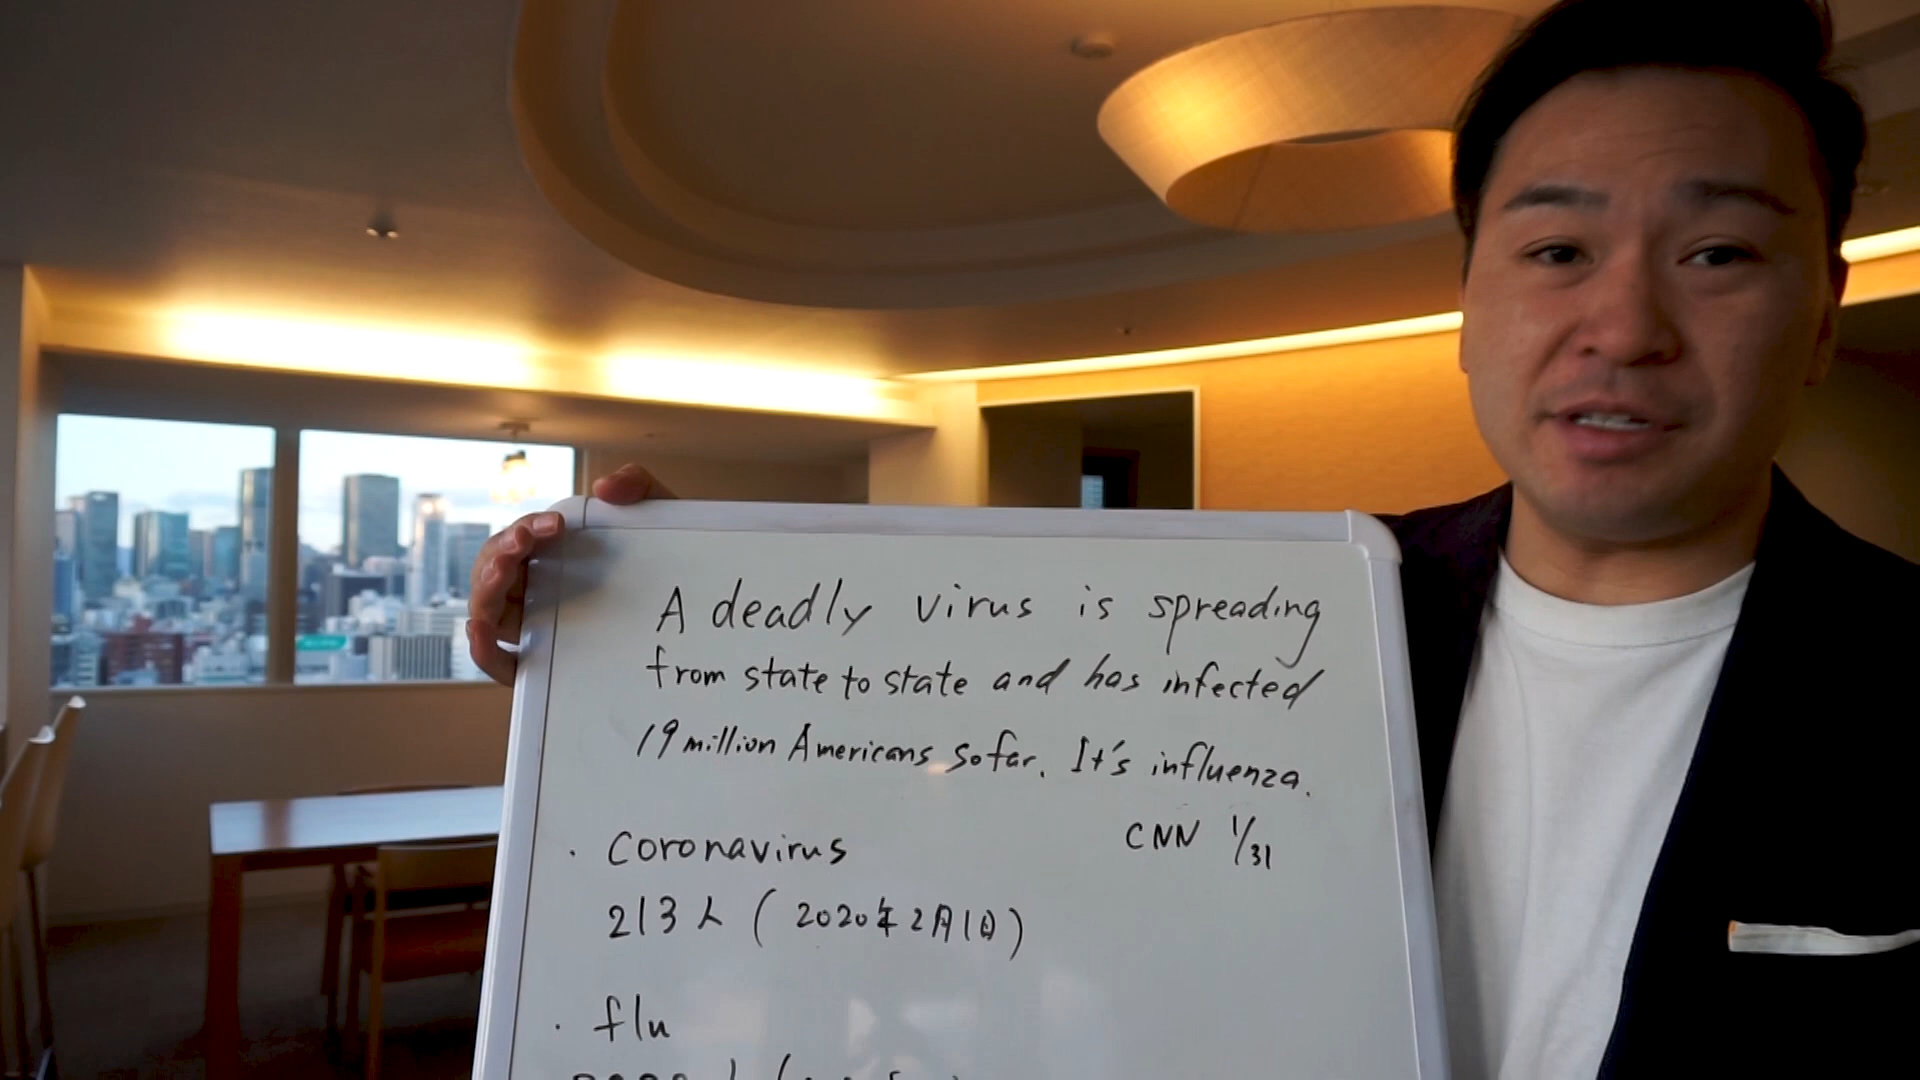 A deadly virus is spreading
from state to state and has infected
19 million Americans so far. It's influenza.
CNN 1/31
· coronavirus
213人 (2020年2月1日)
· flu